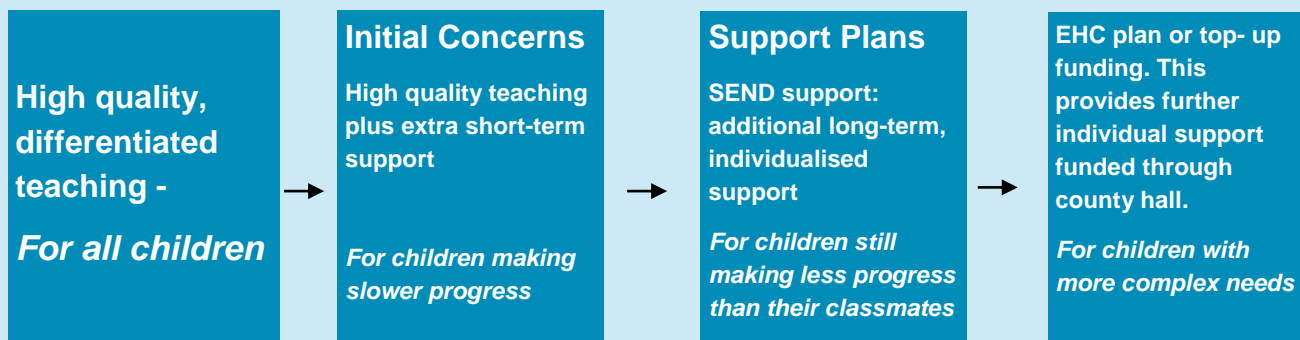 High quality,
differentiated
teaching -
For all children
Initial Concerns
High quality teaching
plus extra short-term
support
For children making
slower progress
Support Plans
SEND support:
additional long-term,
individualised
support
For children still
making less progress
than their classmates
EHC plan or top- up
funding. This
provides further
individual support
funded through
county hall.
For children with
more complex needs